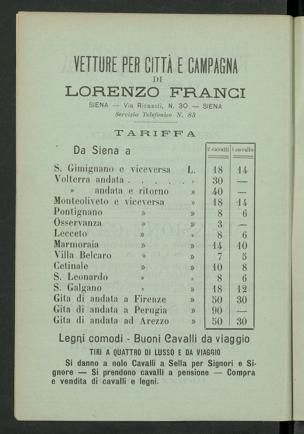 VETTURE PER CITTÀ E CAMPAGNA
DI
LORENZO FRANCI
SIENA — Via Ricasoli, N. 30 — SIENA
Servizio Telefonico N. 83
TARIFFA
Da Siena a 2 cavalli 1 cavallo
S. Gimignano e viceversa L. 18 14
Volterra andata . . . . . 30 —
» andata e ritorno » 40 —
Monteoliveto e viceversa » 18 14
Pontignano » » 8 6
Osservanza » » 3 —
Lecceto » » 8 6
Marmoraia » » 14 10
Villa Belcaro » » 7 5
Cetinale » » 10 8
S. Leonardo » » 8 6
S. Galgano » » 18 12
Gita di andata a Firenze » 50 30
Gita di andata a Perugia » 90 —
Gita di andata ad Arezzo » 50 30
Legni comodi - Buoni Cavalli da viaggio
TIRI A QUATTRO DI LUSSO E DA VIAGGIO
Si danno a nolo Cavalli a Sella per Signori e Si-
gnore — Si prendono cavalli a pensione — Compra
e vendita di cavalli e legni.